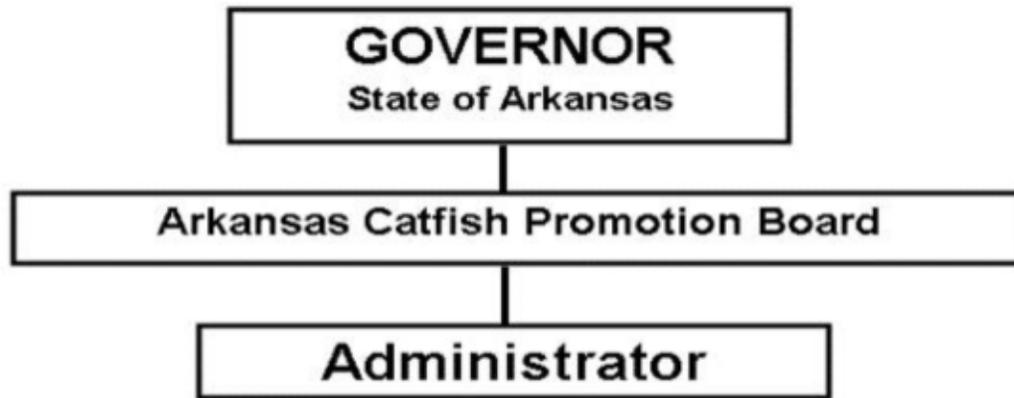 GOVERNOR
State of Arkansas
Arkansas Catfish Promotion Board
Administrator